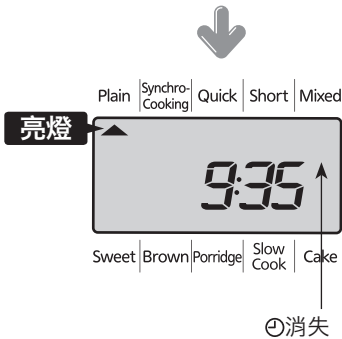 Plain Synchro-Cooking Quick Short Mixed
亮燈
9:35
Sweet Brown Porridge Slow Cook Cake
消失